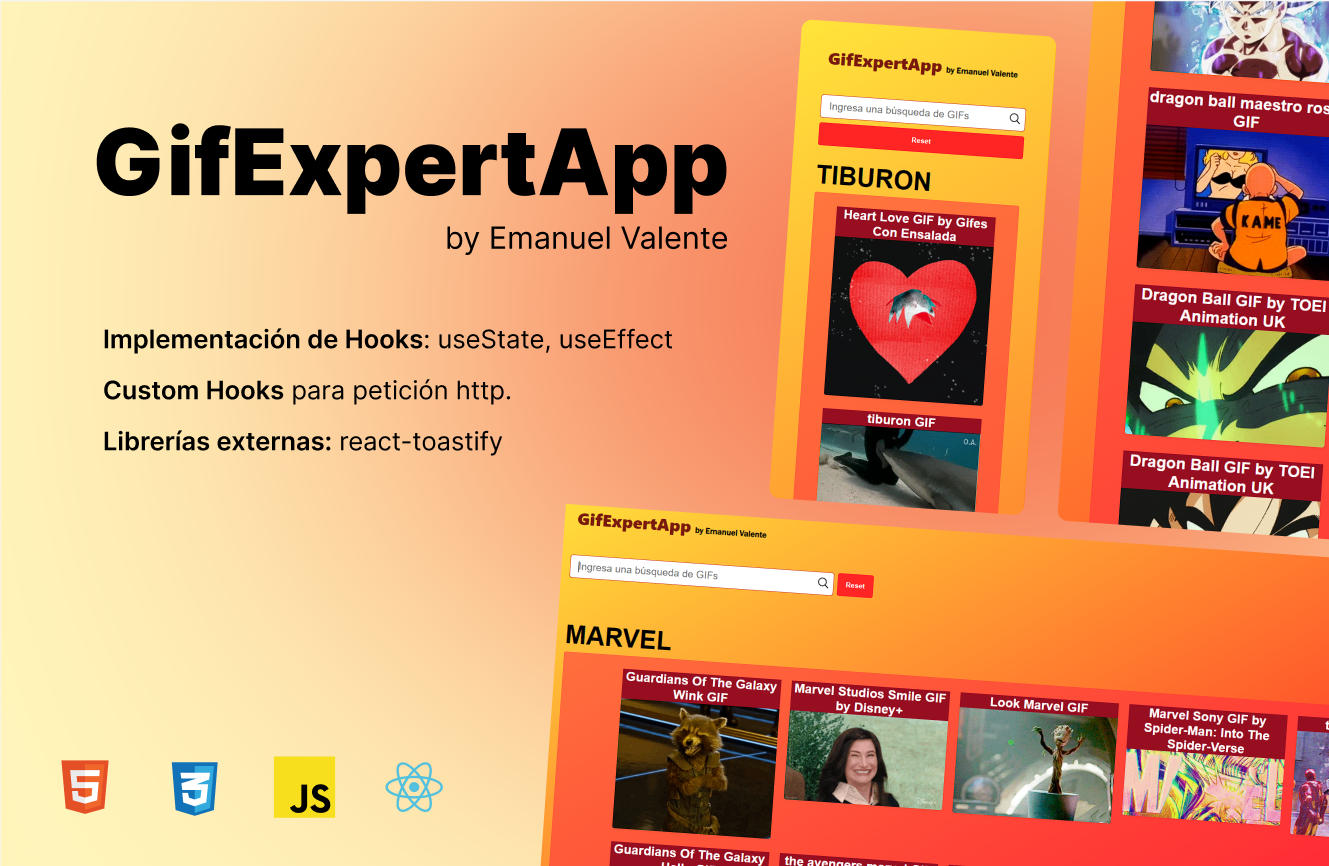 GifExpertApp
by Emanuel Valente
Implementación de Hooks: useState, useEffect
Custom Hooks para petición http.
Librerías externas: react-toastify
5
3
JS
GifExpertApp by Emanuel Valente
Ingresa una búsqueda de GIFs
Reset
TIBURON
Heart Love GIF by Gifes
Con Ensalada
tiburon GIF
O.A.
dragon ball maestro ros
GIF
KAME
Dragon Ball GIF by TOEI
Animation UK
Dragon Ball GIF by TOEI
Animation UK
GifExpertApp by Emanuel Valente
Ingresa una búsqueda de GIFs
Reset
MARVEL
Guardians Of The Galaxy
Wink GIF
Marvel Studios Smile GIF
by Disney+
Look Marvel GIF
Marvel Sony GIF by
Spider-Man: Into The
Spider-Verse
Guardians Of The Galaxy
the avengers